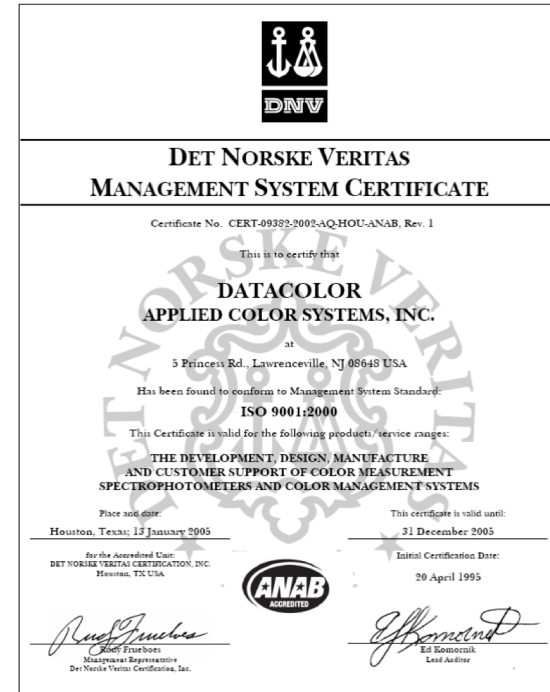 DNV
DET NORSKE VERITAS
MANAGEMENT SYSTEM CERTIFICATE
Certificate No. CERT-09382-2002-AQ-HOU-ANAB, Rev. 1
This is to certify that
DATACOLOR
APPLIED COLOR SYSTEMS, INC.
at
5 Princess Rd., Lawrenceville, NJ 08648 USA
Has been found to conform to Management System Standard:
ISO 9001:2000
This Certificate is valid for the following products/service ranges:
THE DEVELOPMENT, DESIGN, MANUFACTURE
AND CUSTOMER SUPPORT OF COLOR MEASUREMENT
SPECTROPHOTOMETERS AND COLOR MANAGEMENT SYSTEMS
Place and date:
Houston, Texas; 13 January 2005
for the Accredited Unit:
DET NORSKE VERITAS CERTIFICATION, INC.
Houston, TX USA
This certificate is valid until:
31 December 2005
Initial Certification Date:
20 April 1995
ANAB
ACCREDITED
Rudy Frueboes
Rudy Frueboes
Management Representative
Det Norske Veritas Certification, Inc.
Ed Komornik
Lead Auditor
DET NORSKE VERITAS